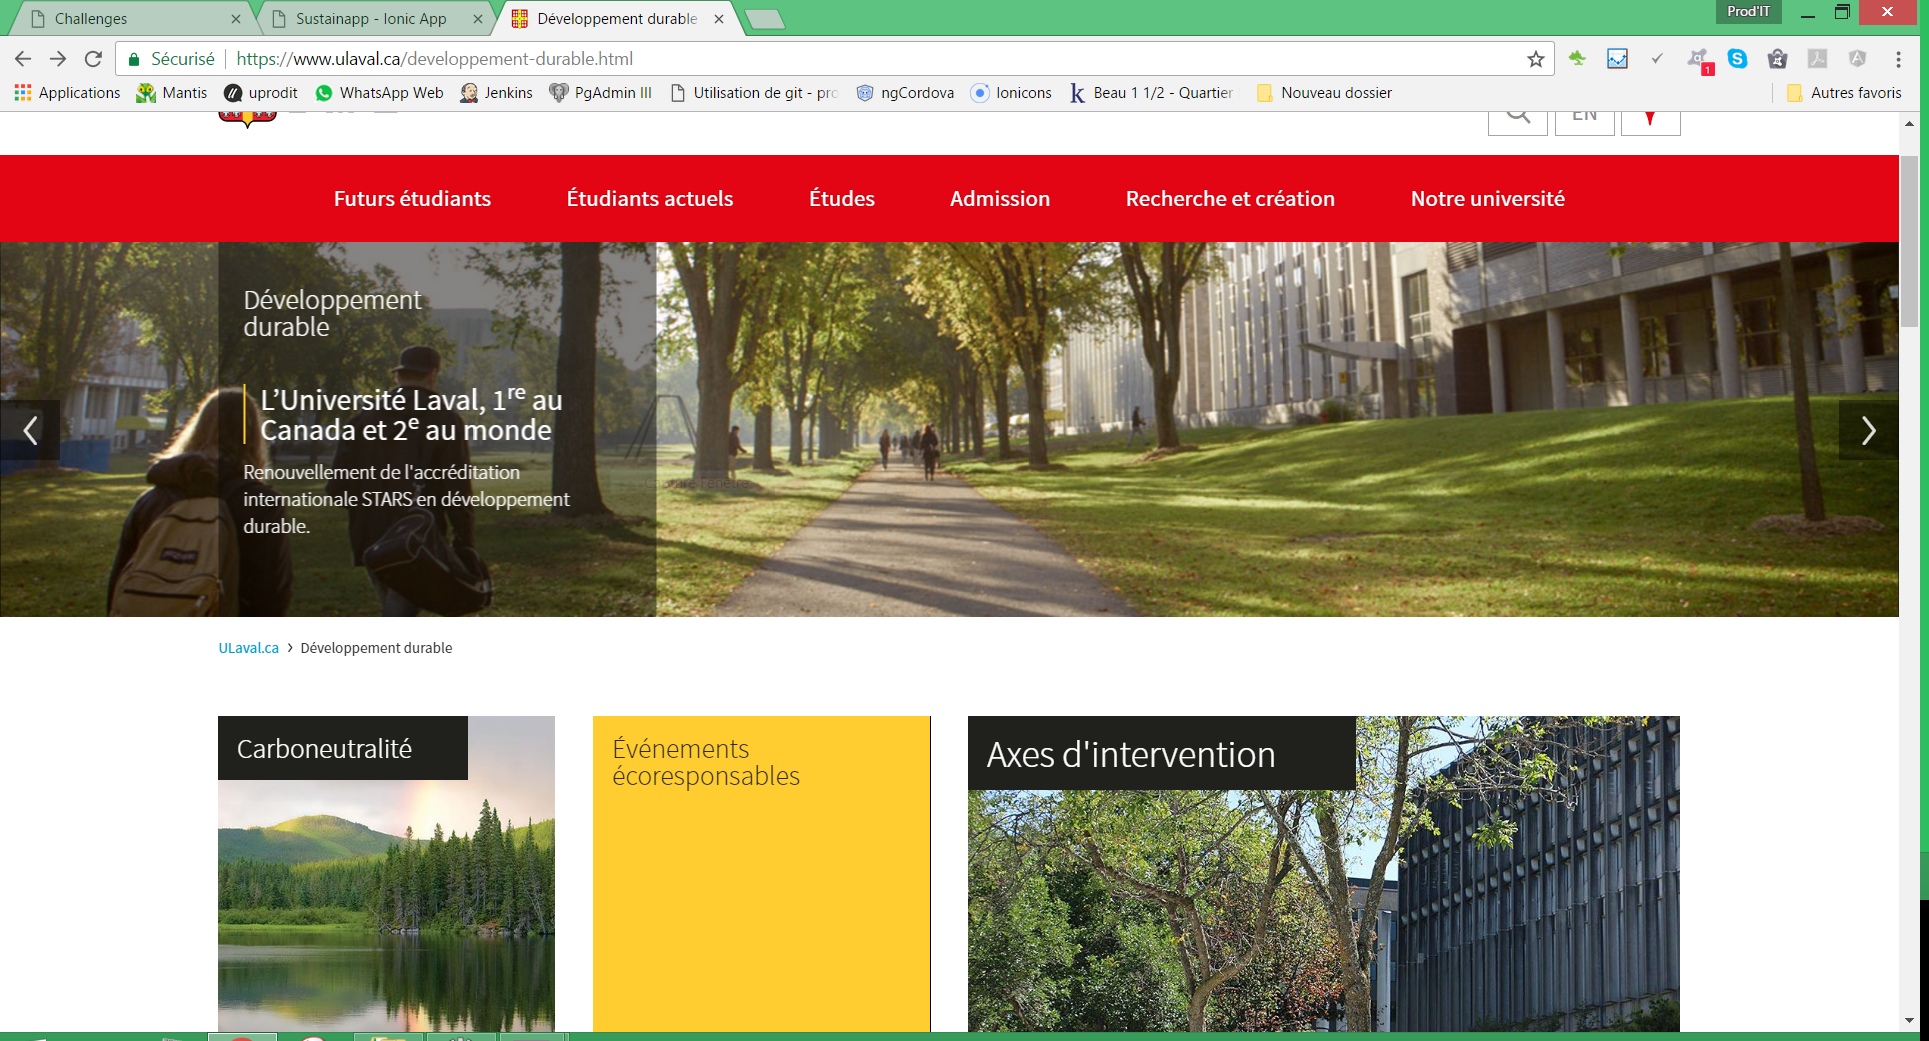 Challenges
Sustainapp - Ionic App
Développement durable
Prod'IT
Sécurisé
https://www.ulaval.ca/developpement-durable.html
1
Applications
Mantis
uprodit
WhatsApp Web
Jenkins
PgAdmin III
Utilisation de git - pro
ngCordova
Ionicons
k
Beau 1 1/2 - Quartier
Nouveau dossier
Autres favoris
EN
Futurs étudiants
Étudiants actuels
Études
Admission
Recherche et création
Notre université
Développement
durable
L'Université Laval, 1re au
Canada et 2e au monde
Renouvellement de l'accréditation
internationale STARS en développement
durable.
ULaval.ca > Développement durable
Carboneutralité
Événements
écoresponsables
Axes d'intervention